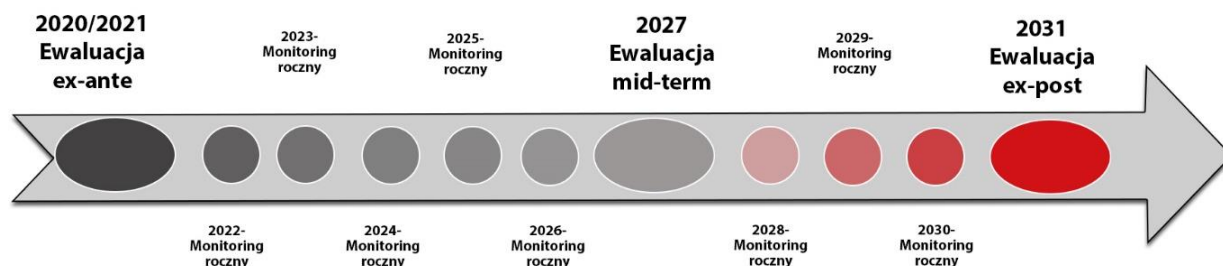 2020/2021
Ewaluacja
ex-ante
2023-
Monitoring
roczny
2025-
Monitoring
roczny
2027
Ewaluacja
mid-term
2029-
Monitoring
roczny
2031
Ewaluacja
ex-post
2022-
Monitoring
roczny
2024-
Monitoring
roczny
2026-
Monitoring
roczny
2028-
Monitoring
roczny
2030-
Monitoring
roczny